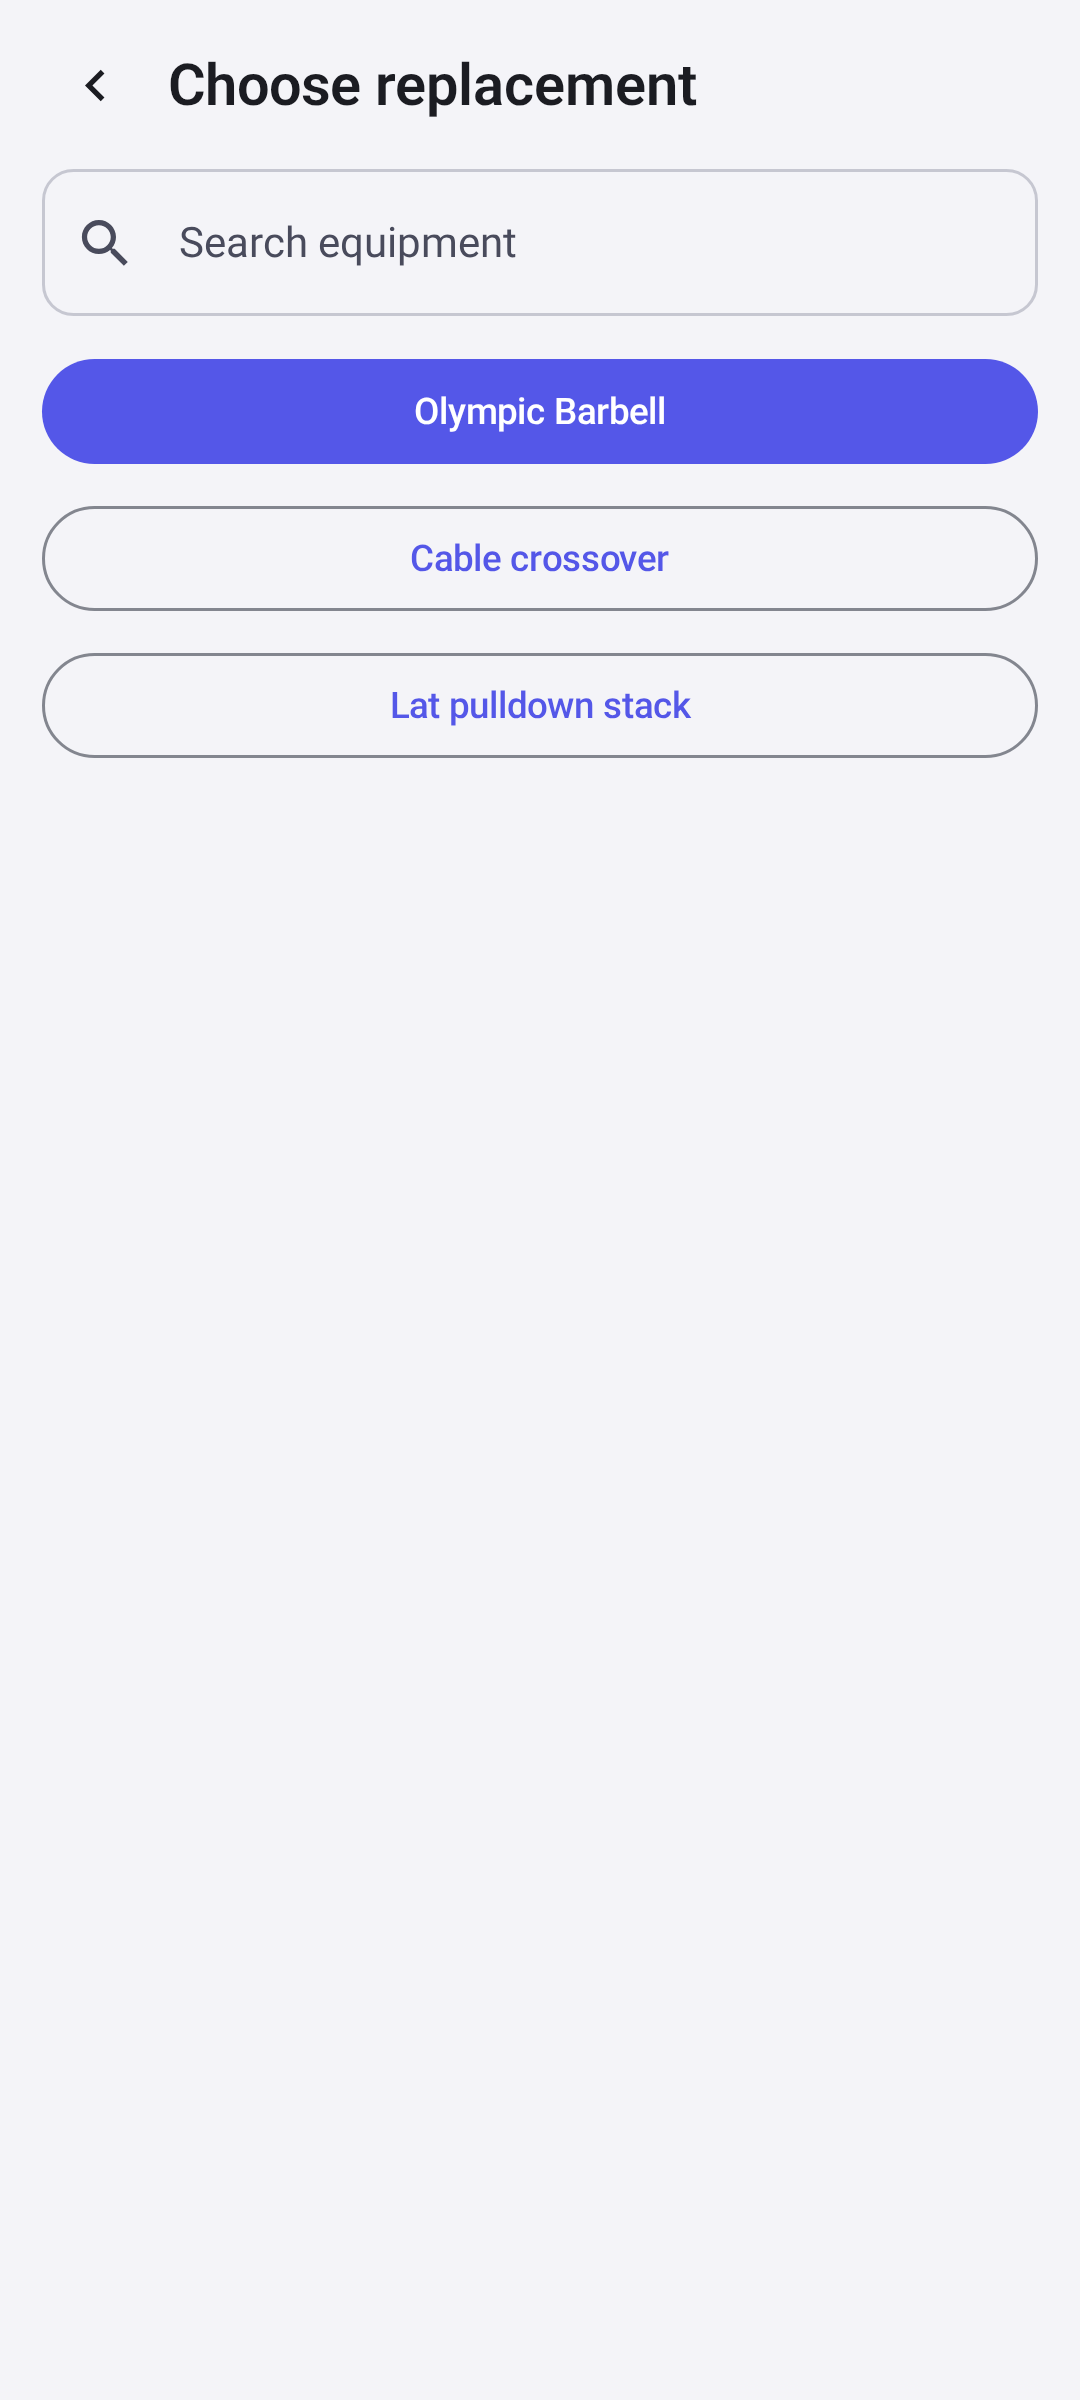 Choose replacement
Search equipment
Olympic Barbell
Cable crossover
Lat pulldown stack